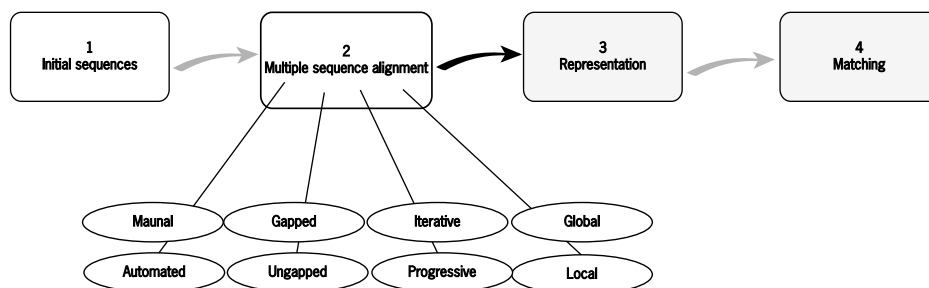 1
Initial sequences
2
Multiple sequence alignment
3
Representation
4
Matching
Maunal
Gapped
Iterative
Global
Automated
Ungapped
Progressive
Local